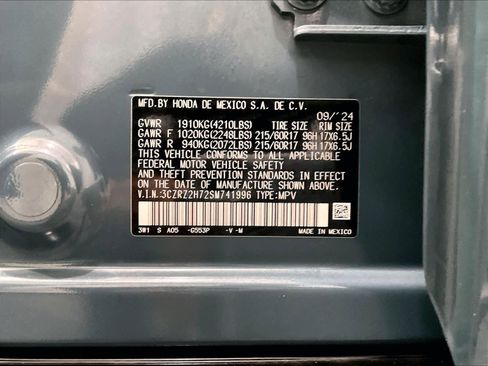 MFD.BY HONDA DE MEXICO S.A. DE C.V.
09/'24
GVWR 1910KG(4210LBS) TIRE SIZE RIM SIZE
GAWR F 1020KG(2248LBS) 215/60R17 96H 17X6.5J
GAWR R 940KG(2072LBS) 215/60R17 96H 17X6.5J
THIS VEHICLE CONFORMS TO ALL APPLICABLE
FEDERAL MOTOR VEHICLE SAFETY AND
THEFT PREVENTION STANDARDS IN EFFECT
ON THE DATE OF MANUFACTURE SHOWN ABOVE.
V.I.N.:3CZRZ2H72SM741996 TYPE:MPV
3W1 S A05 -G553P -V -M MADE IN MEXICO